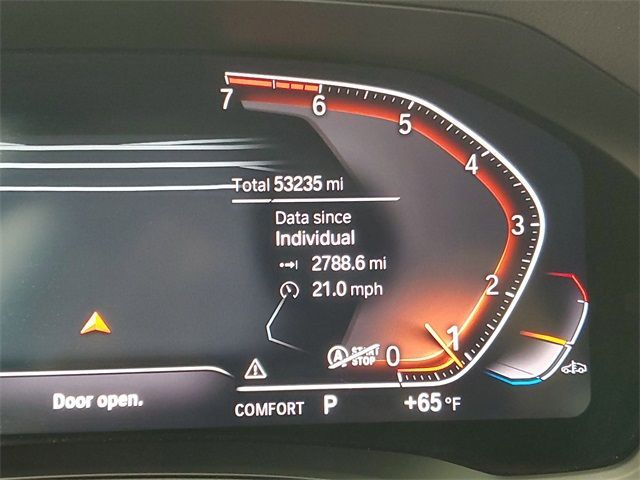 7
6
5
4
3
2
1
0
Total 53235 mi
Data since
Individual
2788.6 mi
21.0 mph
A START
STOP
Door open.
COMFORT P +65 °F